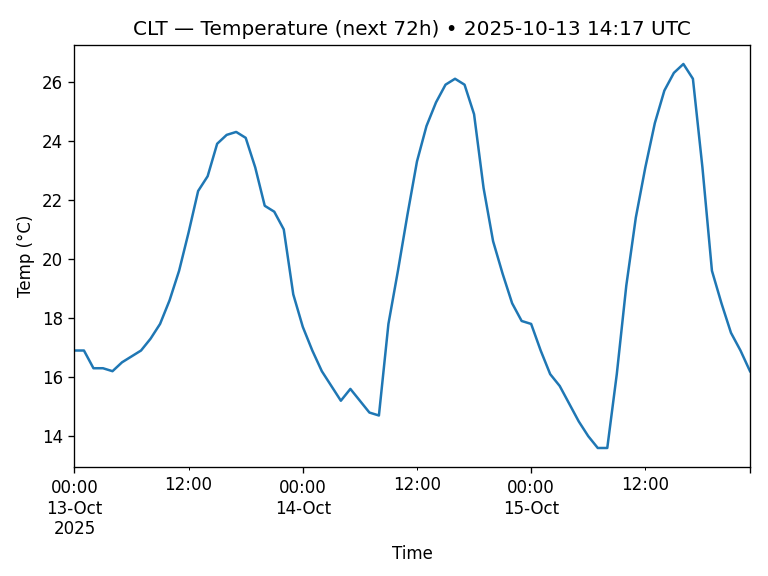 CLT — Temperature (next 72h) • 2025-10-13 14:17 UTC
Temp (°C)
26
24
22
20
18
16
14
00:00 12:00 00:00 12:00 00:00 12:00
13-Oct 14-Oct 15-Oct
2025
Time